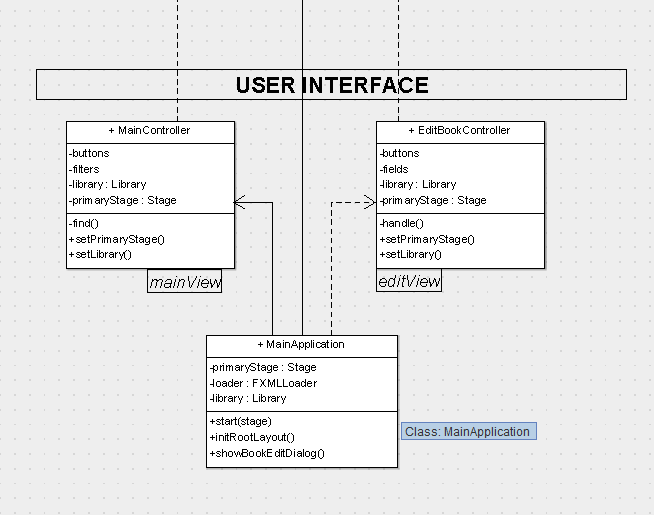 USER INTERFACE
+ MainController
-buttons
-filters
-library : Library
-primaryStage : Stage
-find()
+setPrimaryStage()
+setLibrary()
mainView
+ EditBookController
-buttons
-fields
-library : Library
-primaryStage : Stage
-handle()
+setPrimaryStage()
+setLibrary()
editView
+ MainApplication
-primaryStage : Stage
-loader : FXMLLoader
-library : Library
+start(stage)
+initRootLayout()
+showBookEditDialog()
Class: MainApplication